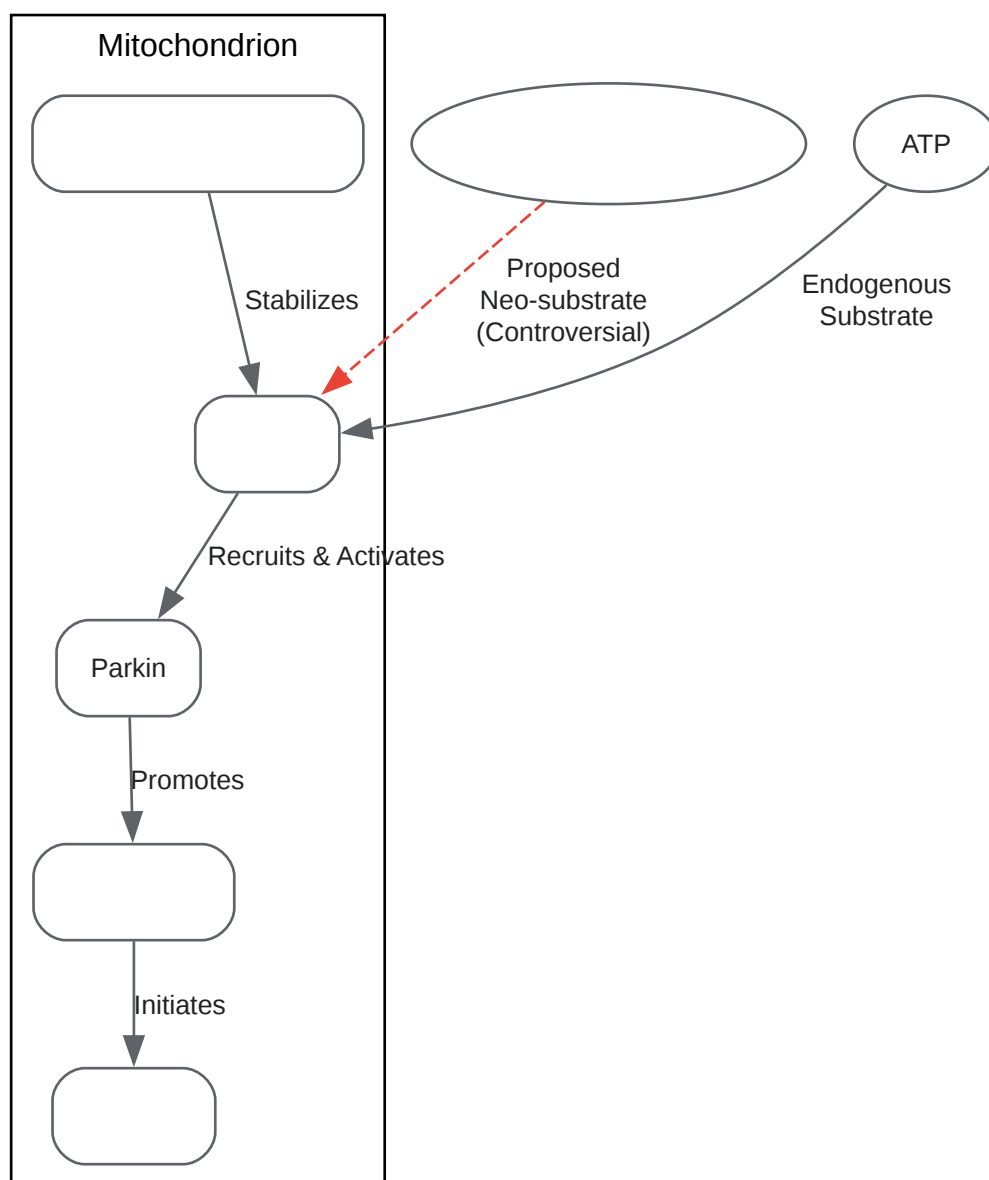 Mitochondrion
ATP
Proposed
Neo-substrate
(Controversial)
Endogenous
Substrate
Stabilizes
Recruits & Activates
Parkin
Promotes
Initiates